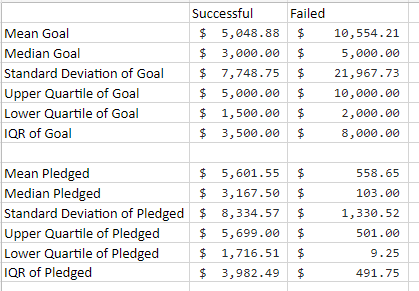 Successful Failed
Mean Goal $ 5,048.88 $ 10,554.21
Median Goal $ 3,000.00 $ 5,000.00
Standard Deviation of Goal $ 7,748.75 $ 21,967.73
Upper Quartile of Goal $ 5,000.00 $ 10,000.00
Lower Quartile of Goal $ 1,500.00 $ 2,000.00
IQR of Goal $ 3,500.00 $ 8,000.00
Mean Pledged $ 5,601.55 $ 558.65
Median Pledged $ 3,167.50 $ 103.00
Standard Deviation of Pledged $ 8,334.57 $ 1,330.52
Upper Quartile of Pledged $ 5,699.00 $ 501.00
Lower Quartile of Pledged $ 1,716.51 $ 9.25
IQR of Pledged $ 3,982.49 $ 491.75